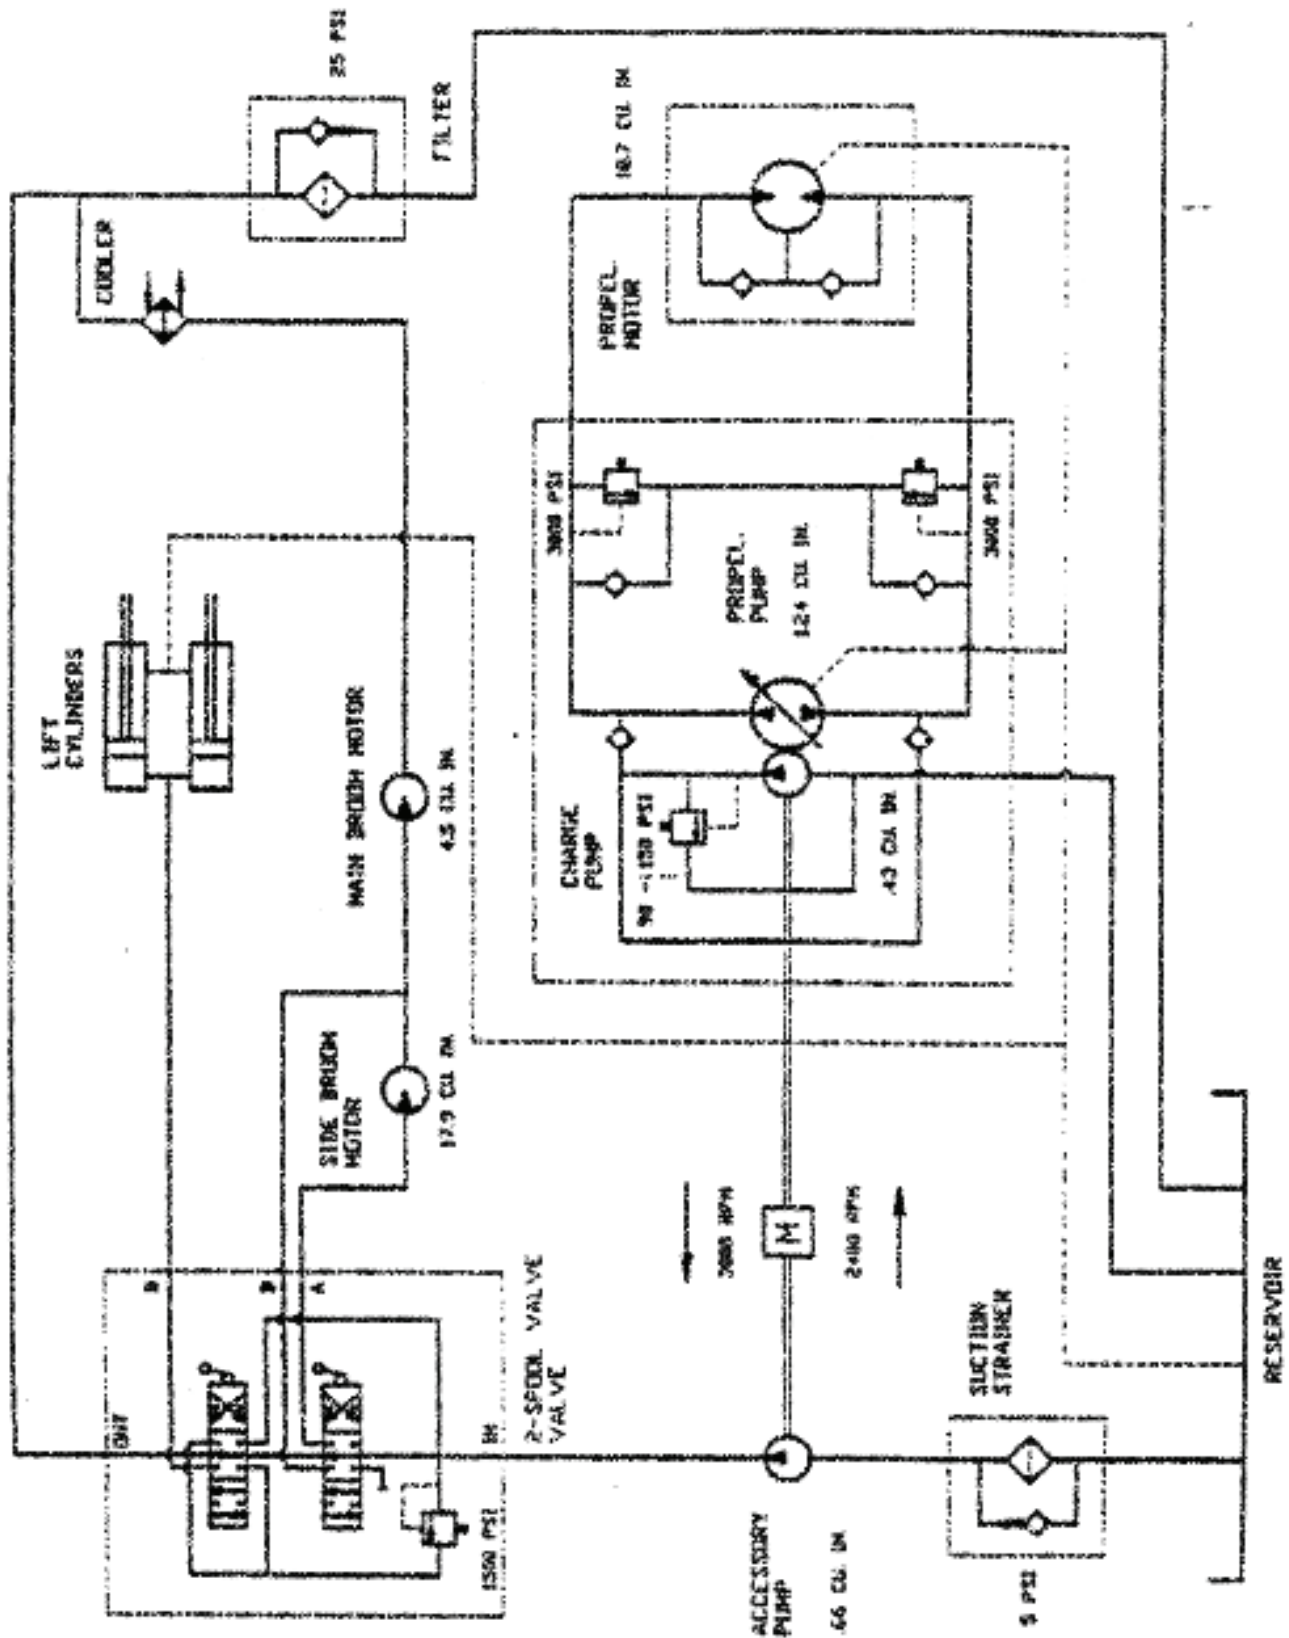 25 PSI
FILTER
COOLER
10.7 CU. IN.
PROPEL.
MOTOR
LIFT
CYLINDERS
3000 PSI
3000 PSI
PROPEL.
PUMP
1.24 CU. IN.
MAIN BROOM MOTOR
4.5 CU. IN.
CHARGE
PUMP
.43 CU. IN.
SIDE BROOM
MOTOR
17.9 CU. IN.
B
B
A
OUT
IN
2-SPOOL VALVE
VALVE
1500 PSI
3000 RPM
M
2400 RPM
SUCTION
STRAINER
RESERVOIR
ACCESSORY
PUMP
.66 CU. IN.
5 PSI